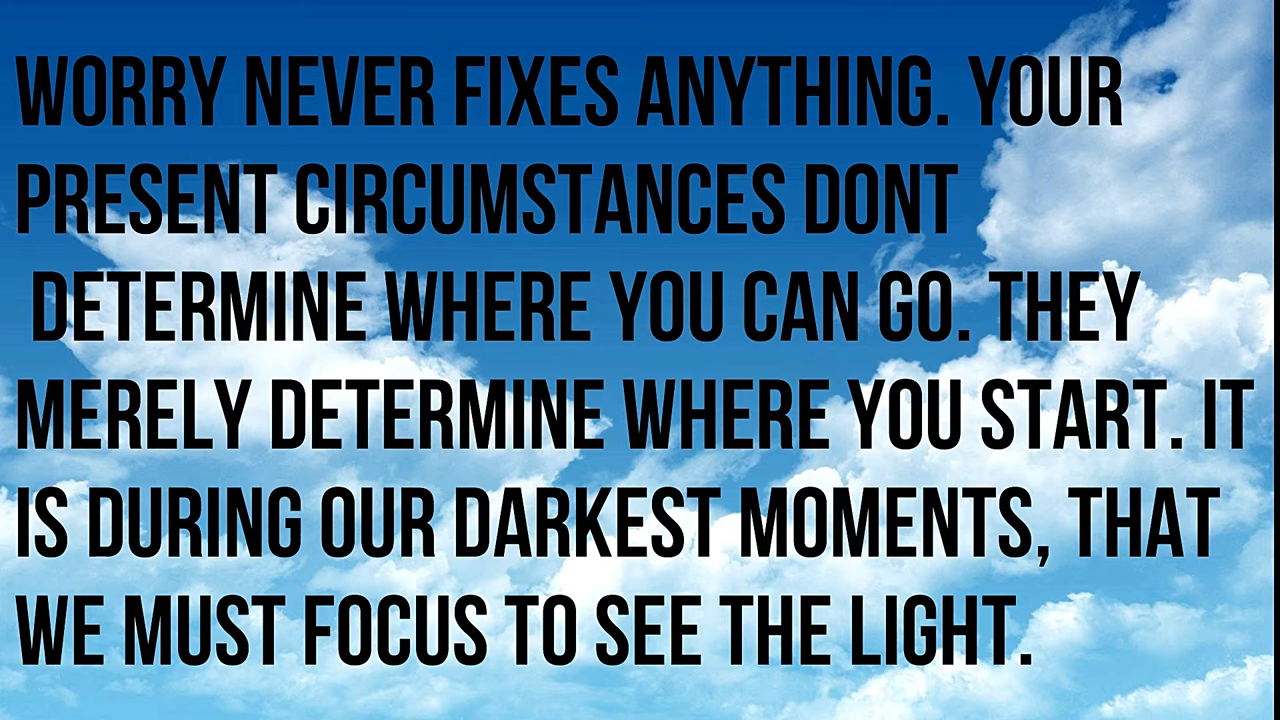 WORRY NEVER FIXES ANYTHING. YOUR
PRESENT CIRCUMSTANCES DONT
DETERMINE WHERE YOU CAN GO. THEY
MERELY DETERMINE WHERE YOU START. IT
IS DURING OUR DARKEST MOMENTS, THAT
WE MUST FOCUS TO SEE THE LIGHT.